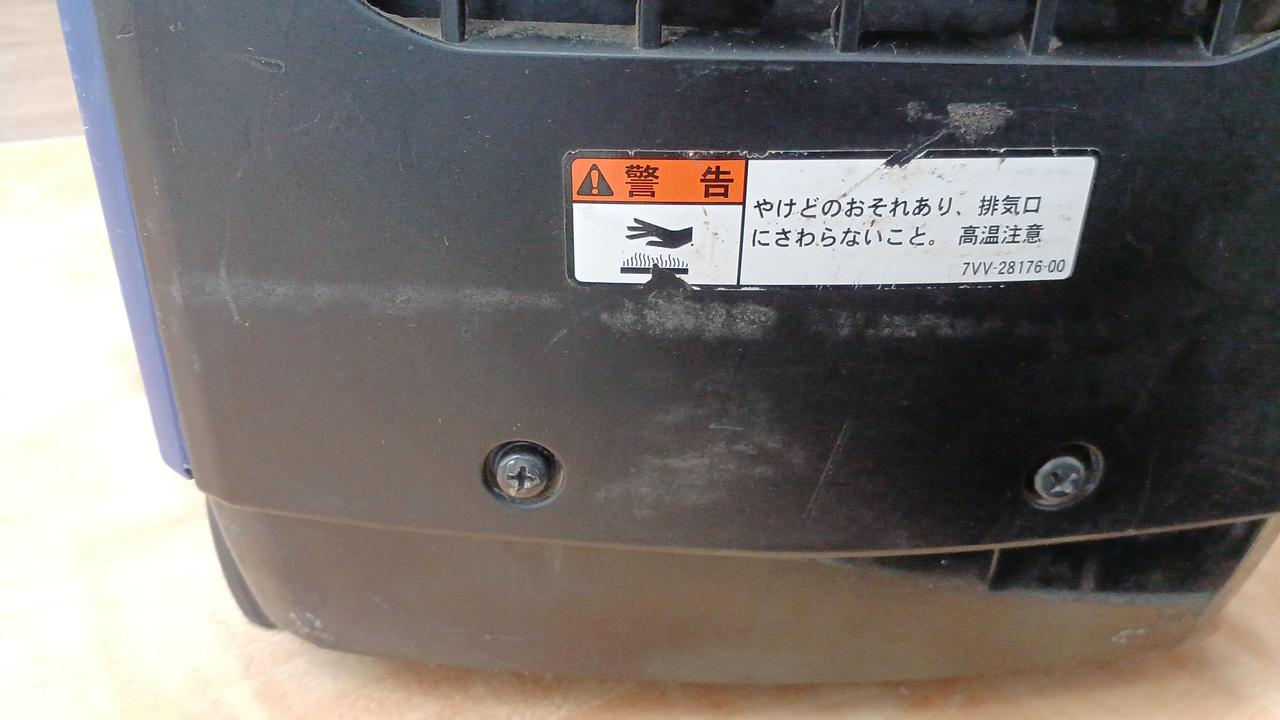 警告
やけどのおそれあり、排気口
にさわらないこと。 高温注意
7VV-28176-00